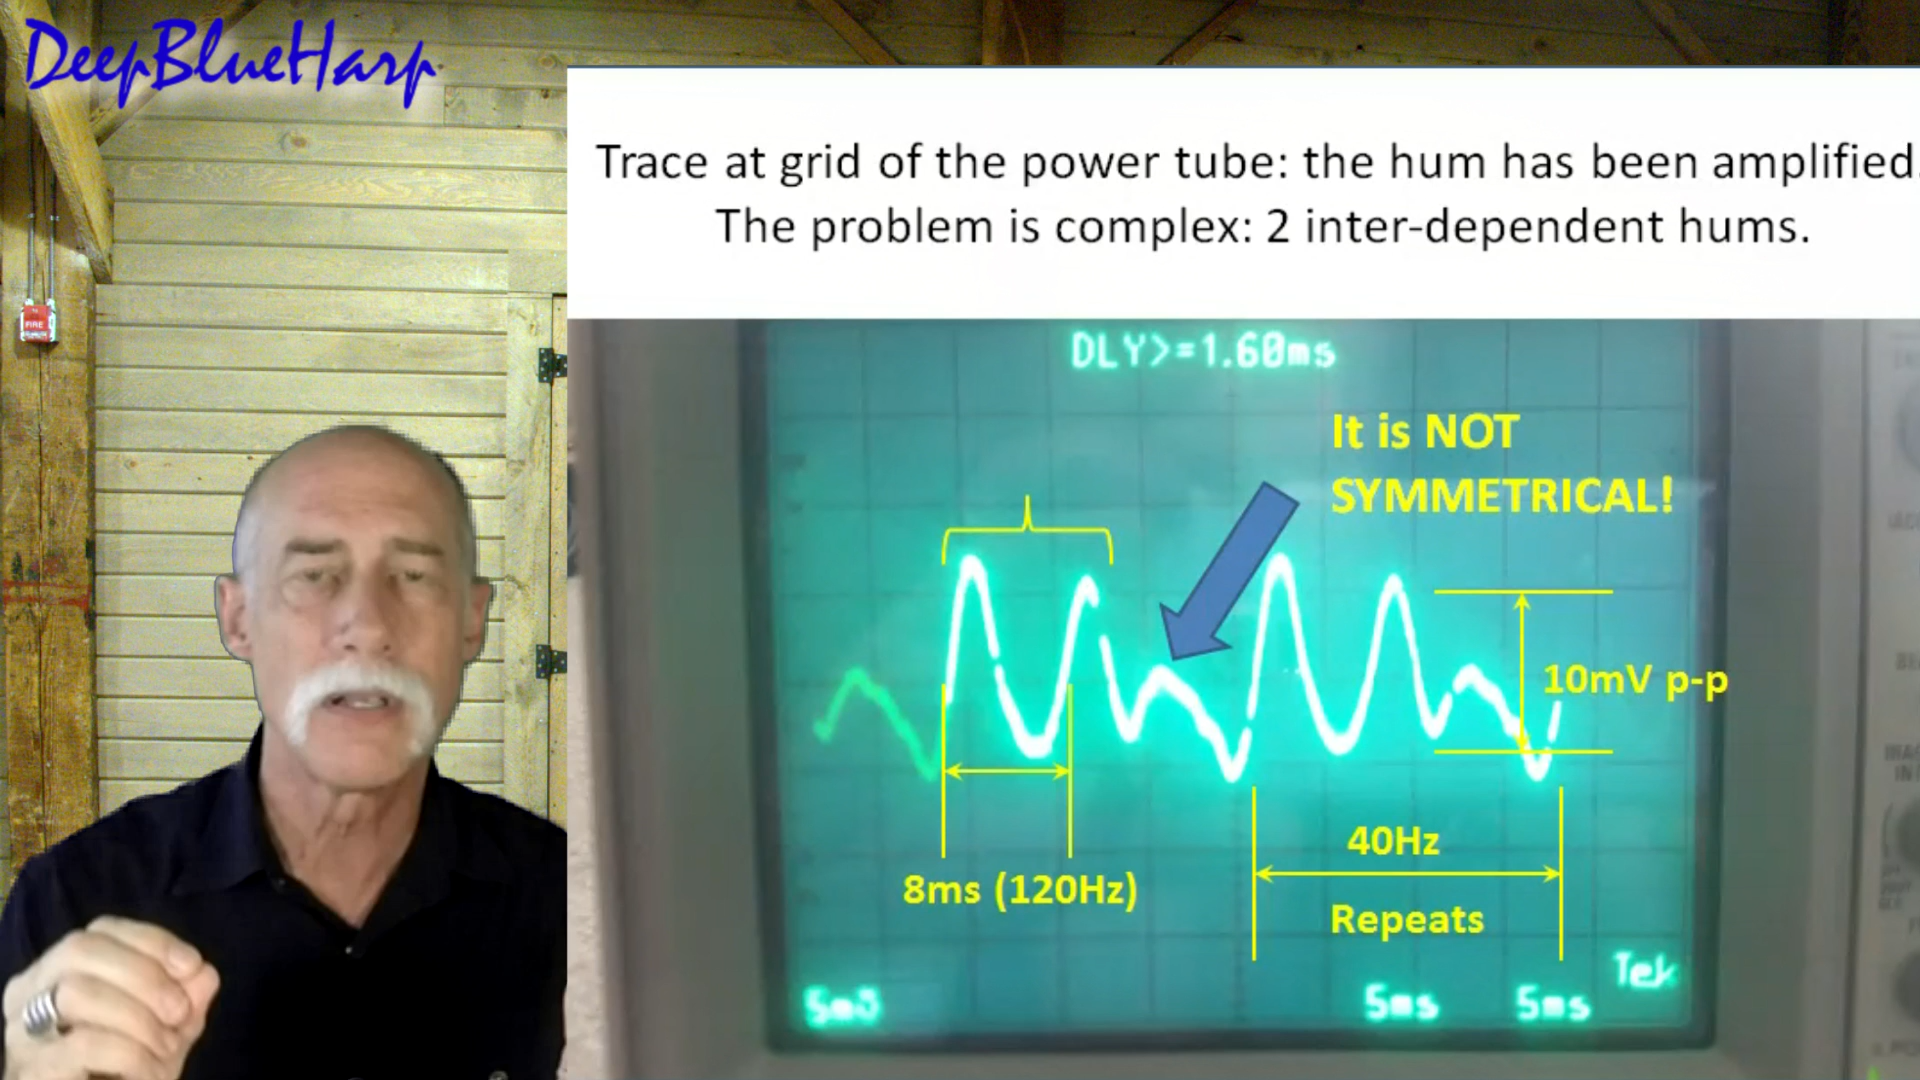 DeepBlueHarp
Trace at grid of the power tube: the hum has been amplified.
The problem is complex: 2 inter-dependent hums.
FIRE
DLY>=1.60ms
It is NOT
SYMMETRICAL!
10mV p-p
40Hz
8ms (120Hz)
Repeats
Tek
5ms 5ms